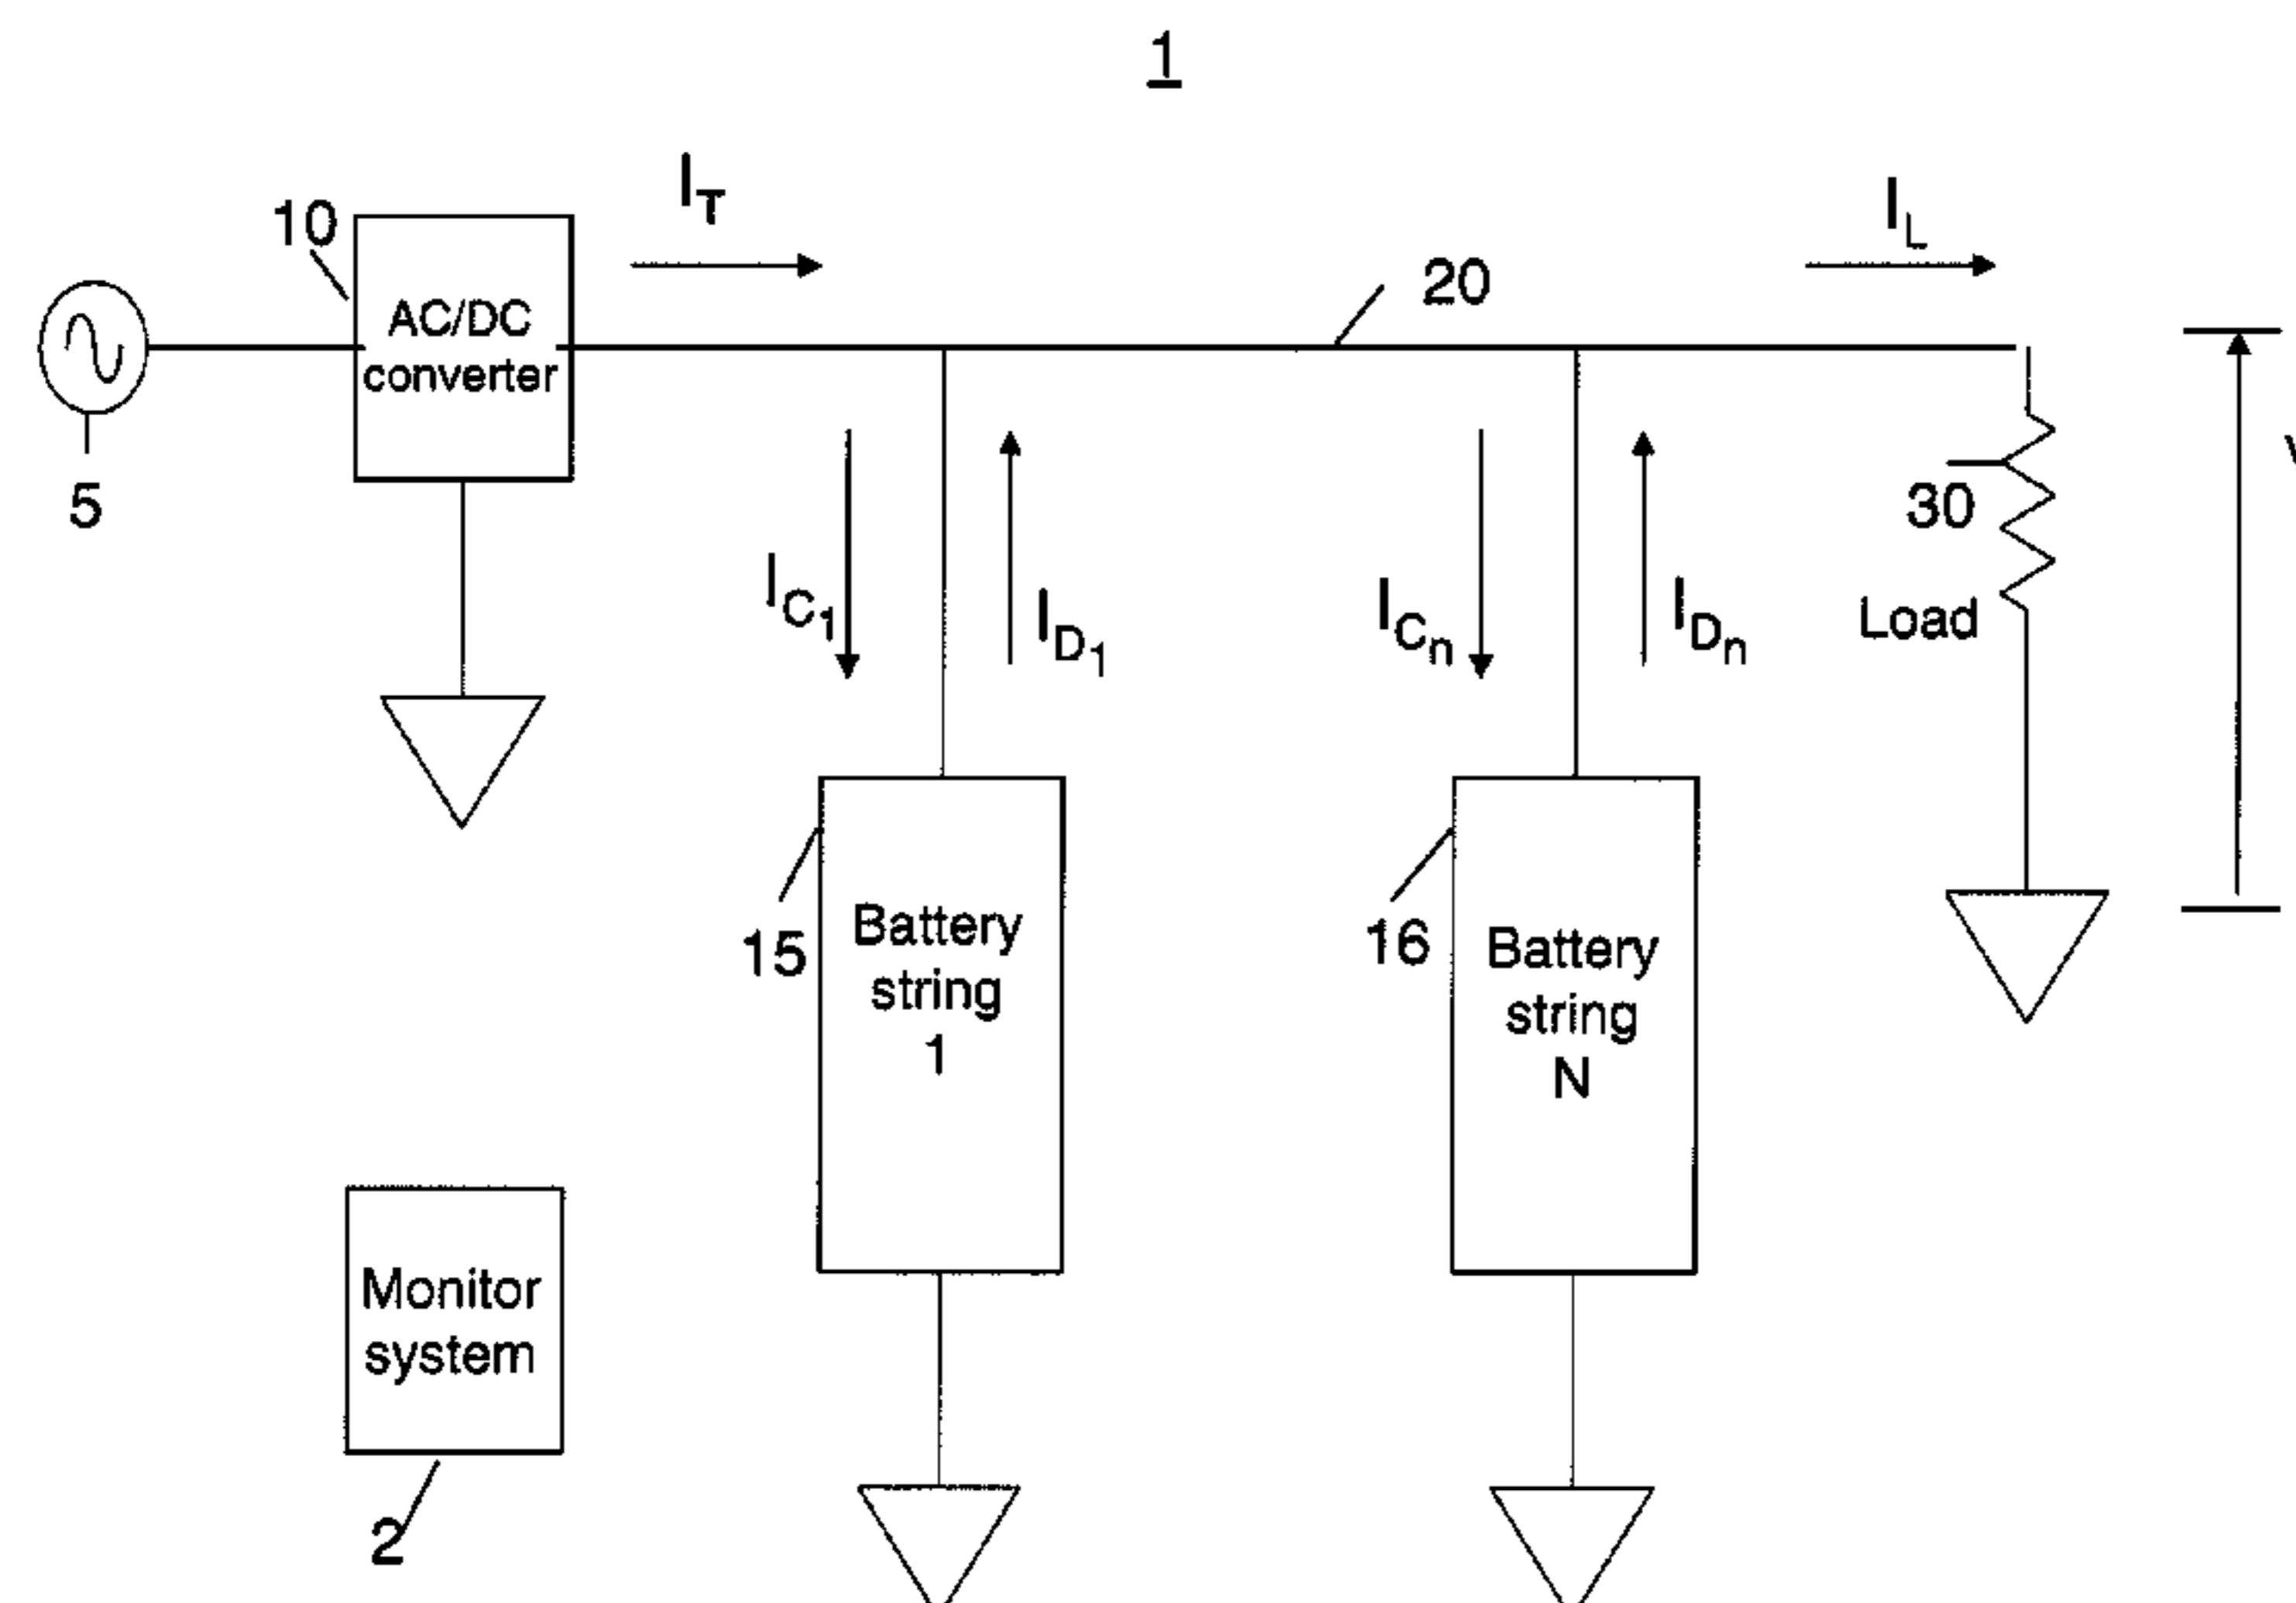 1
I_T
I_L
10
20
AC/DC
converter
5
30
Load
I_C1
I_D1
I_Cn
I_Dn
15
Battery
string
1
16
Battery
string
N
Monitor
system
2